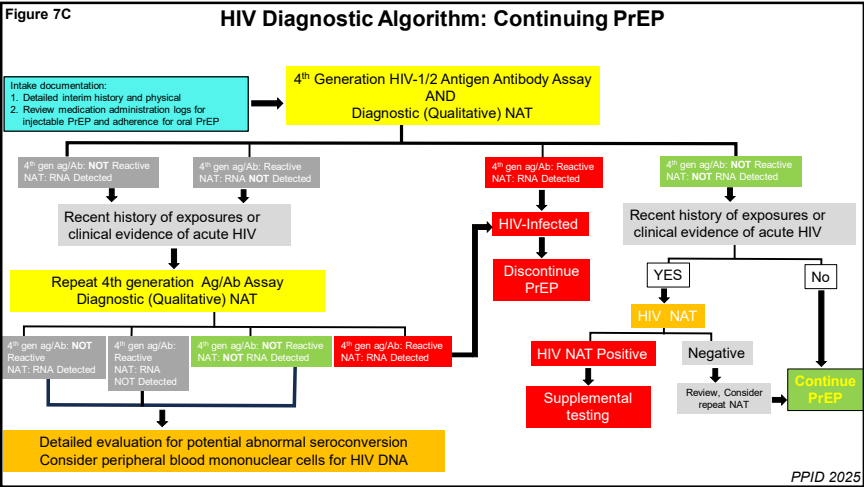 Figure 7C
HIV Diagnostic Algorithm: Continuing PrEP
Intake documentation:
1. Detailed interim history and physical
2. Review medication administration logs for
injectable PrEP and adherence for oral PrEP
4th Generation HIV-1/2 Antigen Antibody Assay
AND
Diagnostic (Qualitative) NAT
4th gen ag/Ab: NOT Reactive
NAT: RNA Detected
4th gen ag/Ab: Reactive
NAT: RNA NOT Detected
4th gen ag/Ab: Reactive
NAT: RNA Detected
4th gen ag/Ab: NOT Reactive
NAT: NOT RNA Detected
Recent history of exposures or
clinical evidence of acute HIV
HIV-Infected
Recent history of exposures or
clinical evidence of acute HIV
Discontinue
PrEP
YES
No
Repeat 4th generation Ag/Ab Assay
Diagnostic (Qualitative) NAT
HIV NAT
4th gen ag/Ab: NOT
Reactive
NAT: RNA Detected
4th gen ag/Ab:
Reactive
NAT: RNA
NOT Detected
4th gen ag/Ab: NOT Reactive
NAT: NOT RNA Detected
4th gen ag/Ab: Reactive
NAT: RNA Detected
HIV NAT Positive
Negative
Supplemental
testing
Review, Consider
repeat NAT
Continue
PrEP
Detailed evaluation for potential abnormal seroconversion
Consider peripheral blood mononuclear cells for HIV DNA
PPID 2025